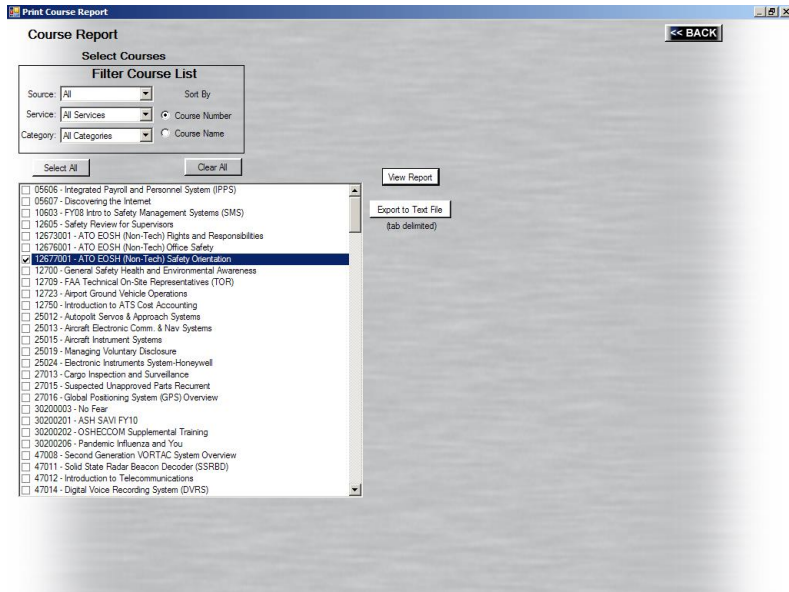 Print Course Report
Course Report
<< BACK
Select Courses
Filter Course List
Source: All
Sort By
Service: All Services
Course Number
Category: All Categories
Course Name
Select All
Clear All
View Report
Export to Text File
(tab delimited)
05606 - Integrated Payroll and Personnel System (IPPS)
05607 - Discovering the Internet
10603 - FY08 Intro to Safety Management Systems (SMS)
12605 - Safety Review for Supervisors
12673001 - ATO EOSH (Non-Tech) Rights and Responsibilities
12676001 - ATO EOSH (Non-Tech) Office Safety
12677001 - ATO EOSH (Non-Tech) Safety Orientation
12700 - General Safety Health and Environmental Awareness
12709 - FAA Technical On-Site Representatives (TOR)
12723 - Airport Ground Vehicle Operations
12750 - Introduction to ATS Cost Accounting
25012 - Autopolit Servos & Approach Systems
25013 - Aircraft Electronic Comm. & Nav Systems
25015 - Aircraft Instrument Systems
25019 - Managing Voluntary Disclosure
25024 - Electronic Instruments System-Honeywell
27013 - Cargo Inspection and Surveillance
27015 - Suspected Unapproved Parts Recurrent
27016 - Global Positioning System (GPS) Overview
30200003 - No Fear
30200201 - ASH SAVI FY10
30200202 - OSHECCOM Supplemental Training
30200206 - Pandemic Influenza and You
47008 - Second Generation VORTAC System Overview
47011 - Solid State Radar Beacon Decoder (SSRBD)
47012 - Introduction to Telecommunications
47014 - Digital Voice Recording System (DVRS)